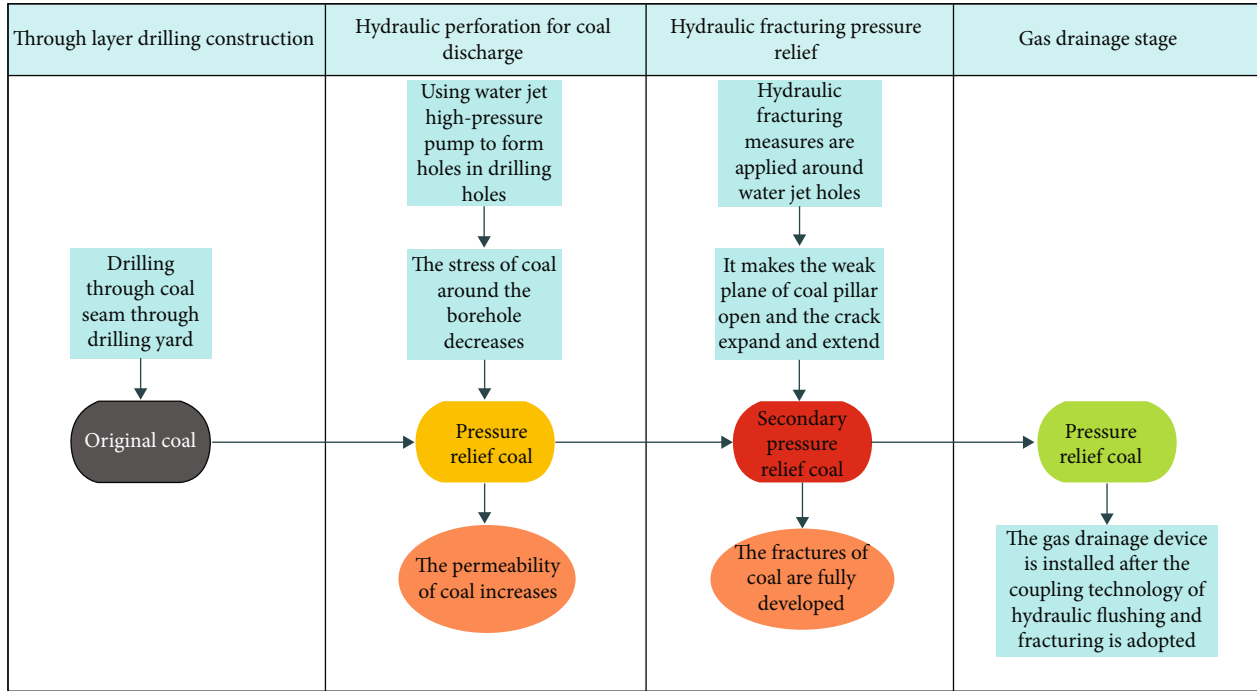 Through layer drilling construction
Hydraulic perforation for coal
discharge
Hydraulic fracturing pressure
relief
Gas drainage stage
Drilling
through coal
seam through
drilling yard
Original coal
Using water jet
high-pressure
pump to form
holes in drilling
holes
The stress of coal
around the
borehole
decreases
Pressure
relief coal
The permeability
of coal increases
Hydraulic
fracturing
measures are
applied around
water jet holes
It makes the weak
plane of coal pillar
open and the crack
expand and extend
Secondary
pressure
relief coal
The fractures of
coal are fully
developed
Pressure
relief coal
The gas drainage device
is installed after the
coupling technology of
hydraulic flushing and
fracturing is adopted